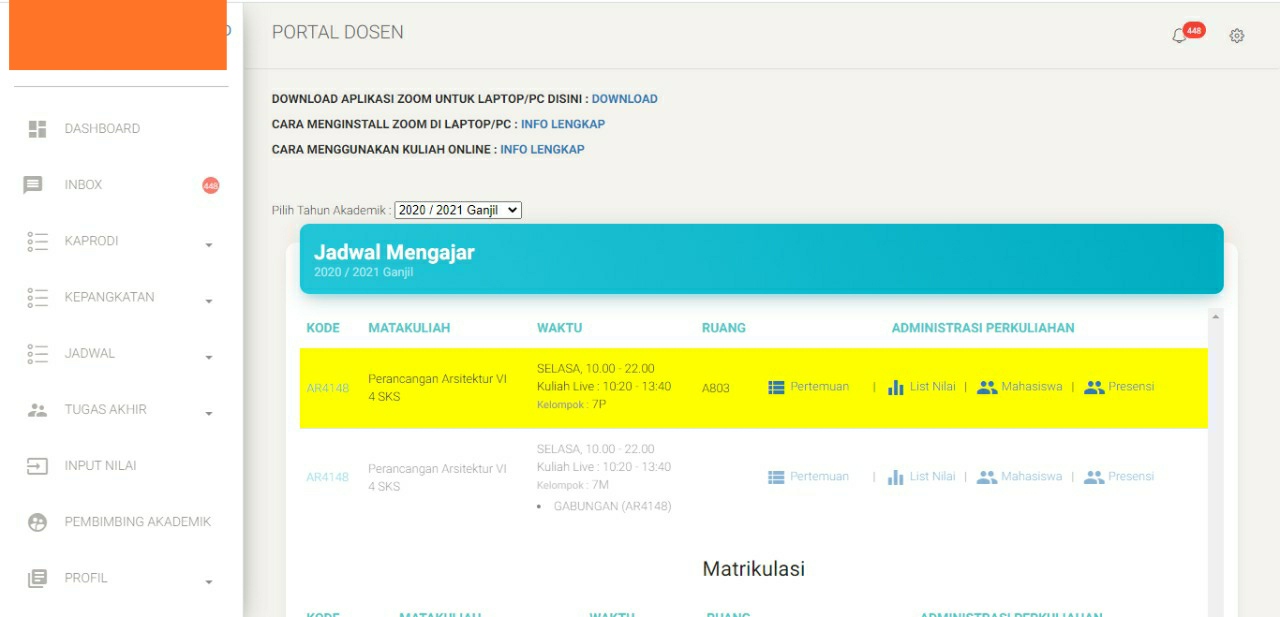 PORTAL DOSEN
448
DOWNLOAD APLIKASI ZOOM UNTUK LAPTOP/PC DISINI : DOWNLOAD
CARA MENGINSTALL ZOOM DI LAPTOP/PC : INFO LENGKAP
CARA MENGGUNAKAN KULIAH ONLINE : INFO LENGKAP
DASHBOARD
INBOX 448
KAPRODI
KEPANGKATAN
JADWAL
TUGAS AKHIR
INPUT NILAI
PEMBIMBING AKADEMIK
PROFIL
Pilih Tahun Akademik : 2020 / 2021 Ganjil
Jadwal Mengajar
2020 / 2021 Ganjil
KODE MATAKULIAH WAKTU RUANG ADMINISTRASI PERKULIAHAN
AR4148
Perancangan Arsitektur VI
4 SKS
SELASA, 10.00 - 22.00
Kuliah Live : 10:20 - 13:40
Kelompok : 7P
A803
Pertemuan | List Nilai | Mahasiswa | Presensi
AR4148
Perancangan Arsitektur VI
4 SKS
SELASA, 10.00 - 22.00
Kuliah Live : 10:20 - 13:40
Kelompok : 7M
• GABUNGAN (AR4148)
Pertemuan | List Nilai | Mahasiswa | Presensi
Matrikulasi
KODE MATAKULIAH WAKTU RUANG ADMINISTRASI PERKULIAHAN